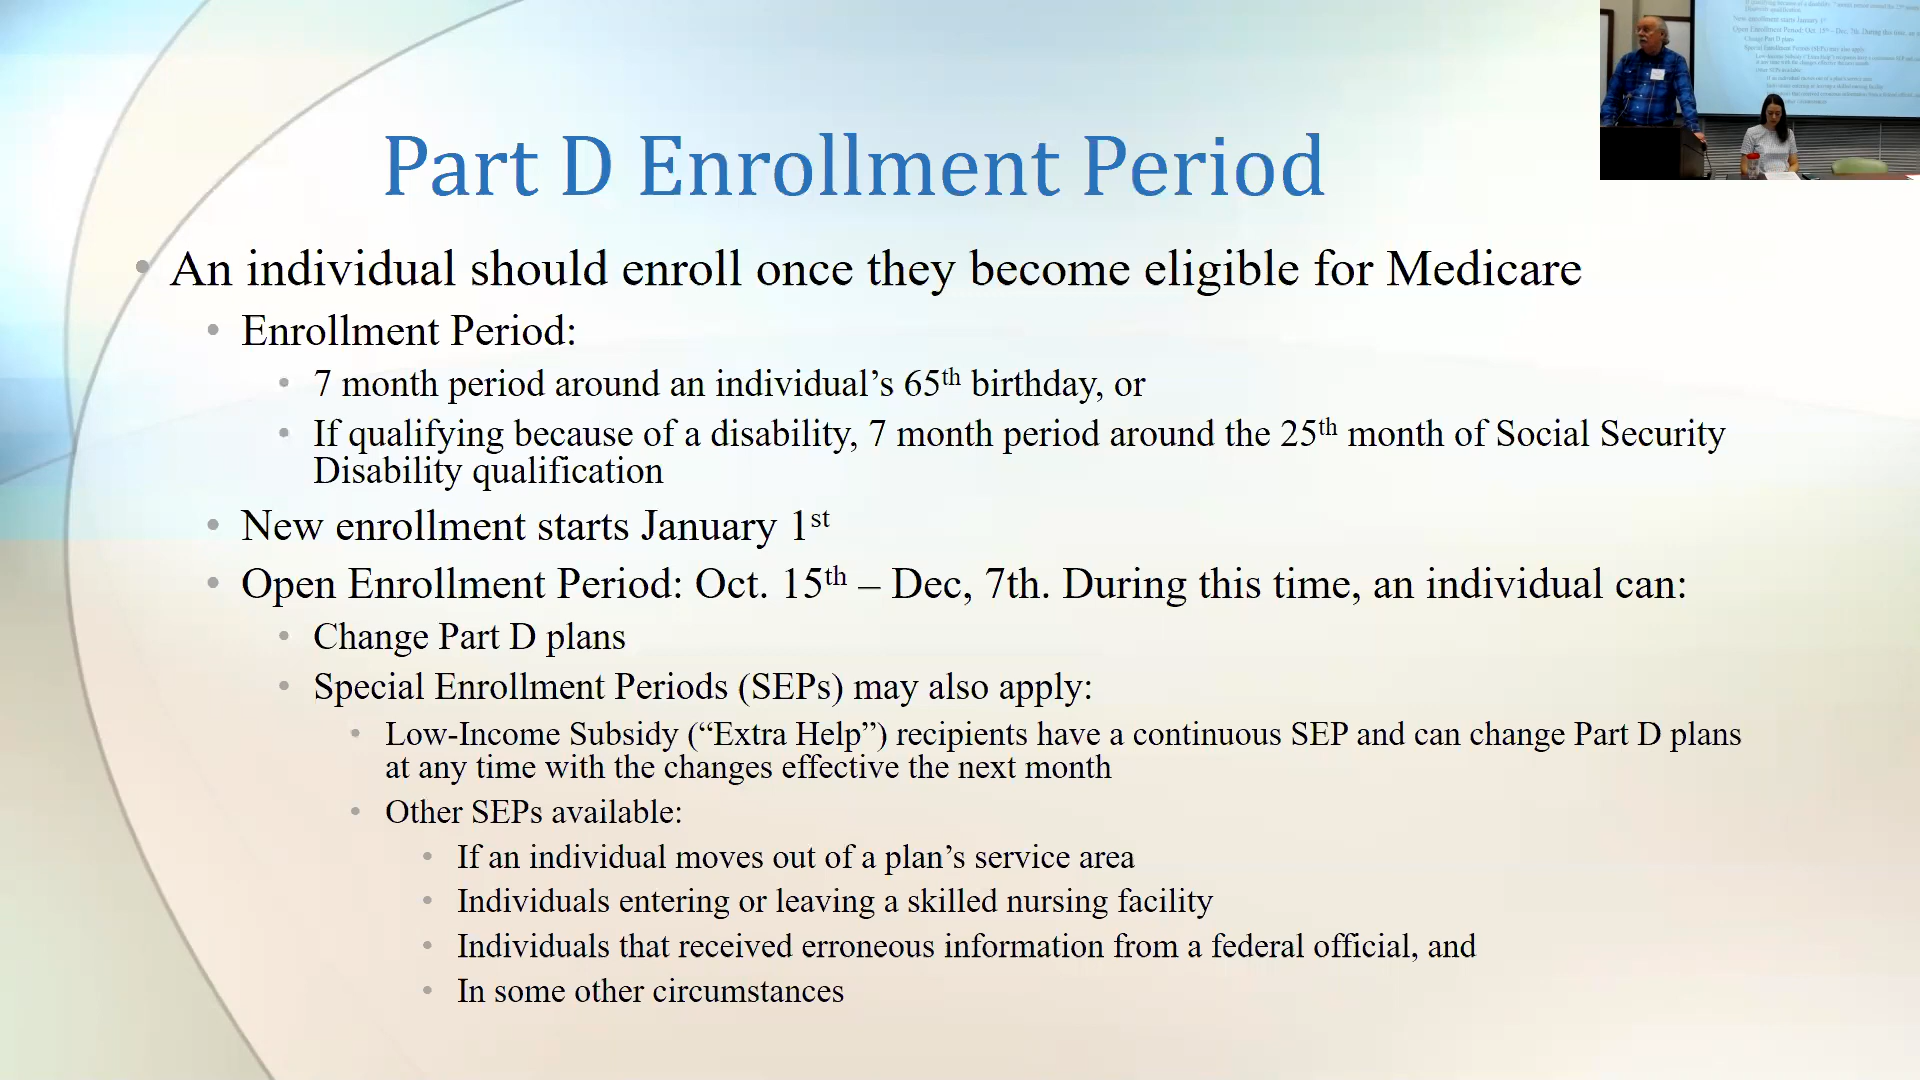 Part D Enrollment Period
• An individual should enroll once they become eligible for Medicare
• Enrollment Period:
• 7 month period around an individual’s 65th birthday, or
• If qualifying because of a disability, 7 month period around the 25th month of Social Security
Disability qualification
• New enrollment starts January 1st
• Open Enrollment Period: Oct. 15th – Dec, 7th. During this time, an individual can:
• Change Part D plans
• Special Enrollment Periods (SEPs) may also apply:
• Low-Income Subsidy (“Extra Help”) recipients have a continuous SEP and can change Part D plans
at any time with the changes effective the next month
• Other SEPs available:
• If an individual moves out of a plan’s service area
• Individuals entering or leaving a skilled nursing facility
• Individuals that received erroneous information from a federal official, and
• In some other circumstances